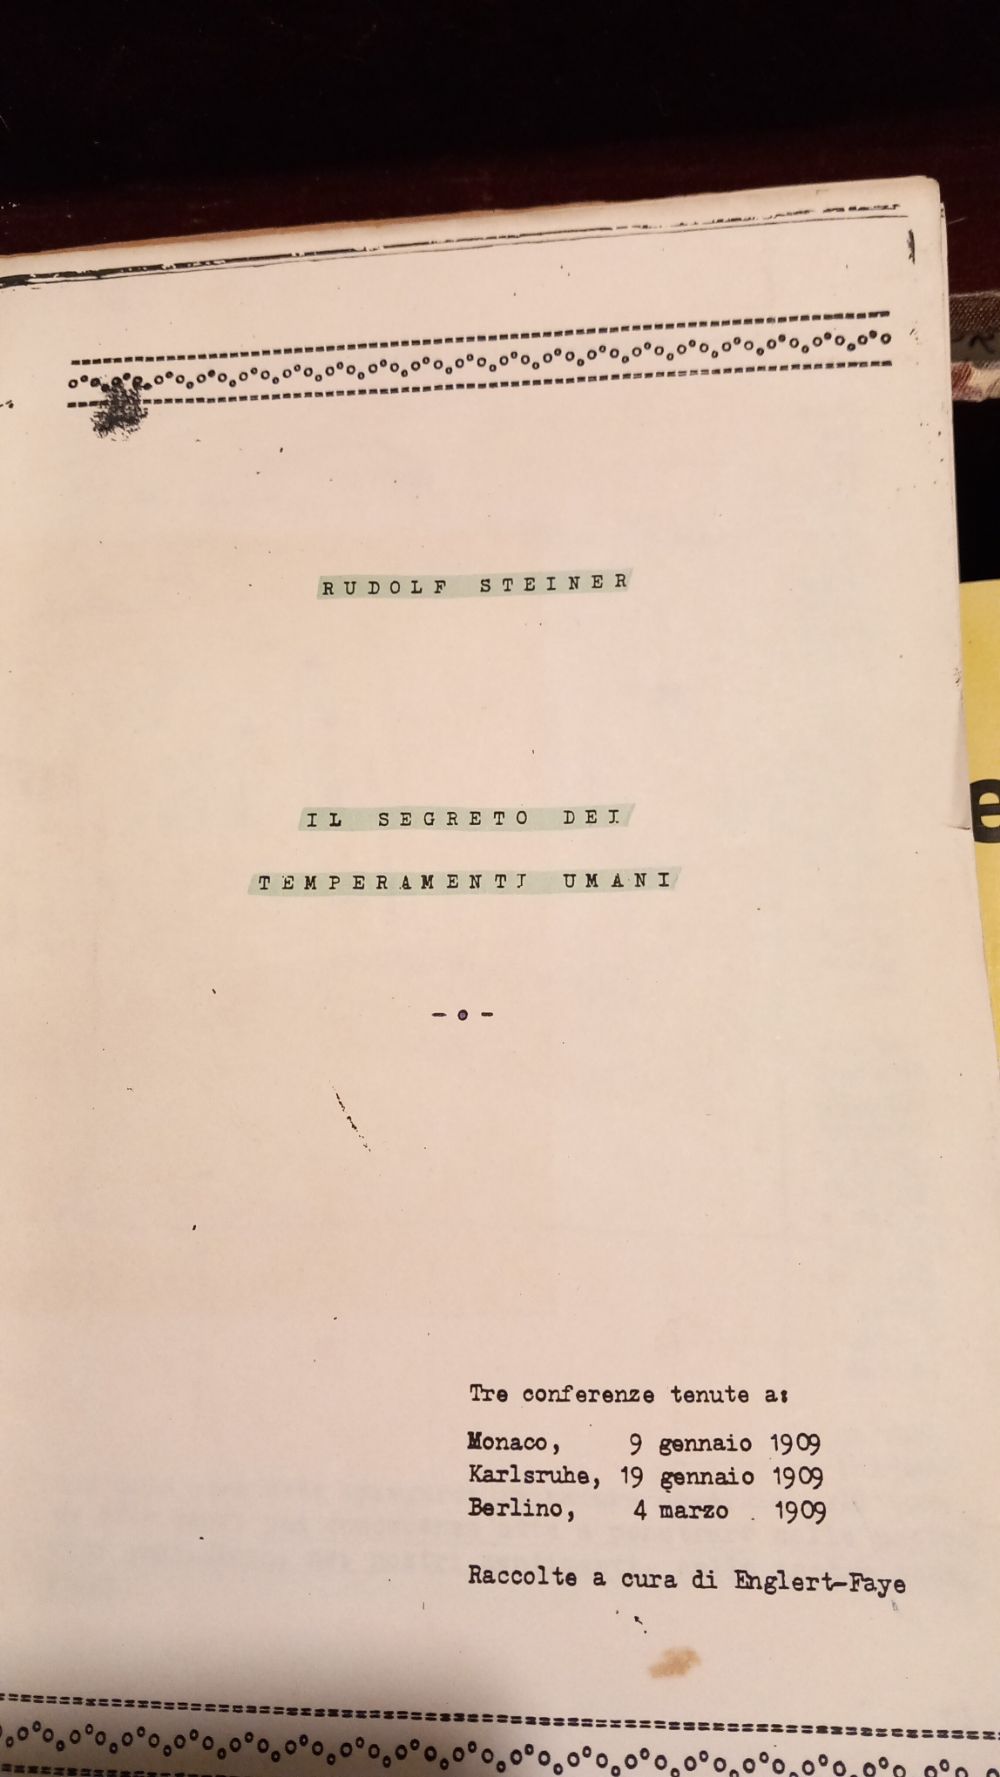 RUDOLF STEINER
IL SEGRETO DEI
TEMPERAMENTI UMANI
Tre conferenze tenute a:
Monaco, 9 gennaio 1909
Karlsruhe, 19 gennaio 1909
Berlino, 4 marzo . 1909
Raccolte a cura di Englert-Faye
e